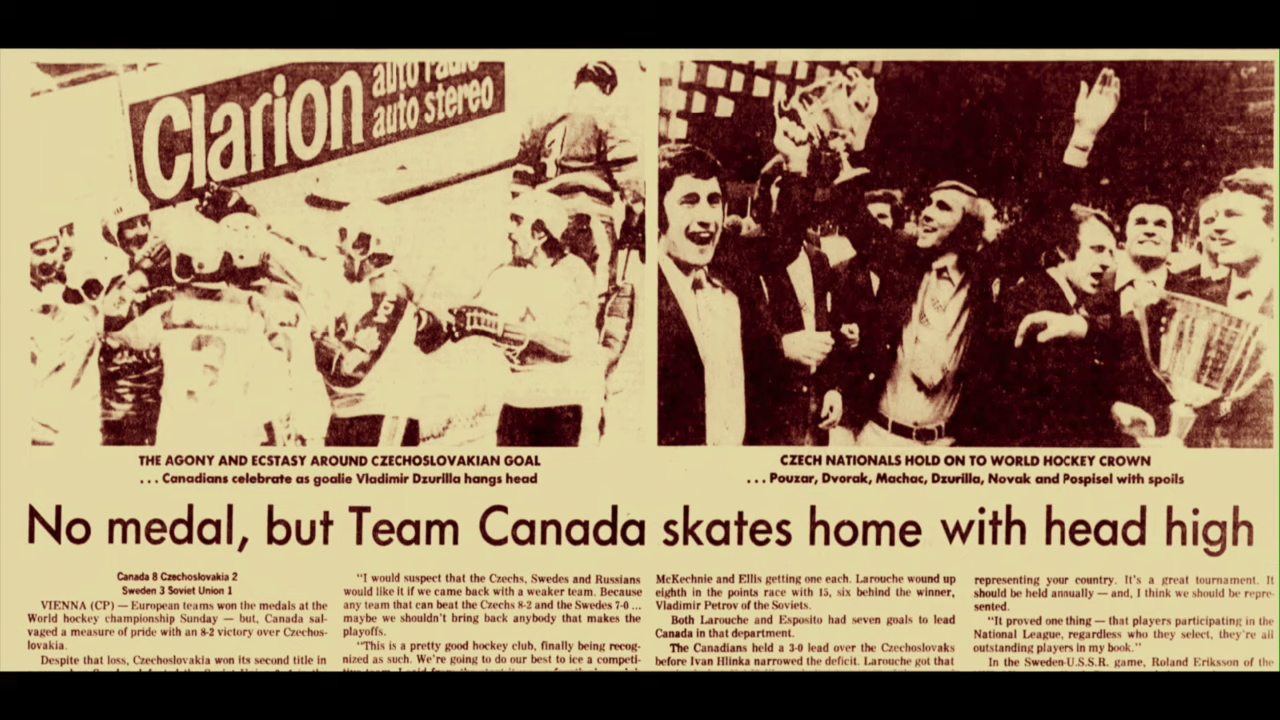 Clarion
auto radio
auto stereo
3
THE AGONY AND ECSTASY AROUND CZECHOSLOVAKIAN GOAL
. . . Canadians celebrate as goalie Vladimir Dzurilla hangs head
CZECH NATIONALS HOLD ON TO WORLD HOCKEY CROWN
. . . Pouzar, Dvorak, Machac, Dzurilla, Novak and Pospisel with spoils
No medal, but Team Canada skates home with head high
Canada 8 Czechoslovakia 2
Sweden 3 Soviet Union 1
VIENNA (CP) — European teams won the medals at the
World hockey championship Sunday — but, Canada sal-
vaged a measure of pride with an 8-2 victory over Czechos-
lovakia.
Despite that loss, Czechoslovakia won its second title in
"I would suspect that the Czechs, Swedes and Russians
would like it if we came back with a weaker team. Because
any team that can beat the Czechs 8-2 and the Swedes 7-0 ...
maybe we shouldn't bring back anybody that makes the
playoffs.
"This is a pretty good hockey club, finally being recog-
nized as such. We're going to do our best to ice a competi-
McKechnie and Ellis getting one each. Larouche wound up
eighth in the points race with 15, six behind the winner,
Vladimir Petrov of the Soviets.
Both Larouche and Esposito had seven goals to lead
Canada in that department.
The Canadians held a 3-0 lead over the Czechoslovaks
before Ivan Hlinka narrowed the deficit. Larouche got that
representing your country. It's a great tournament. It
should be held annually — and, I think we should be repre-
sented.
"It proved one thing — that players participating in the
National League, regardless who they select, they're all
outstanding players in my book."
In the Sweden-U.S.S.R. game, Roland Eriksson of the